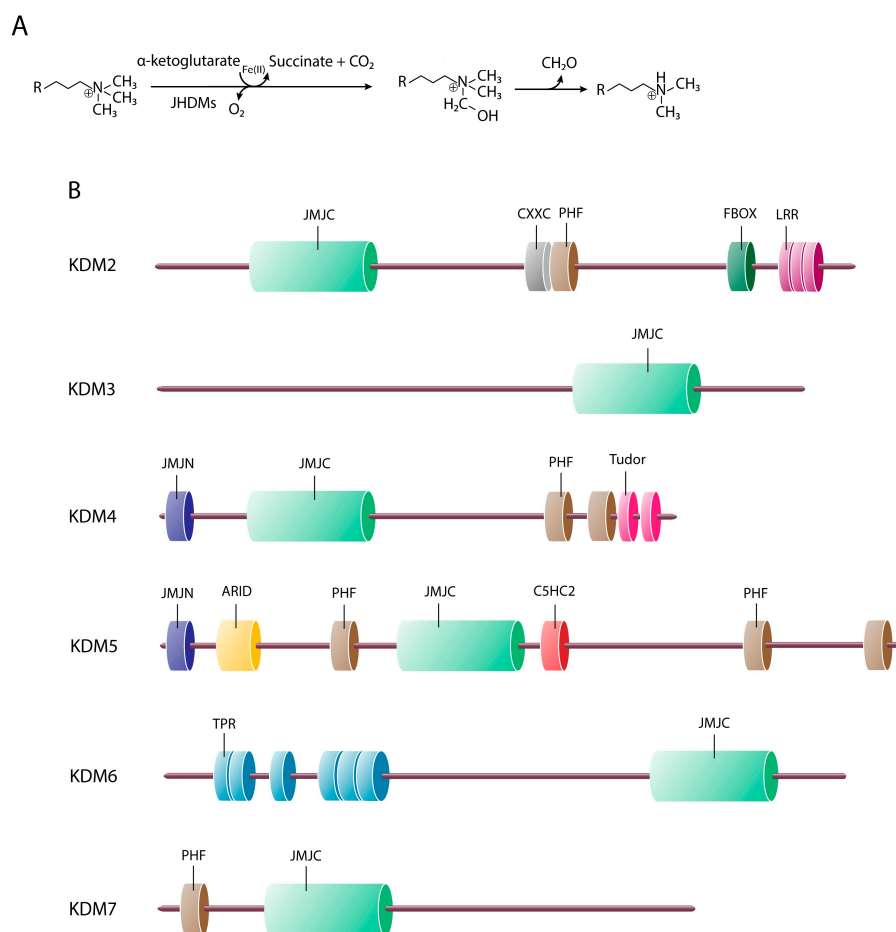 A
α-ketoglutarate Fe(II) Succinate + CO₂
JHDMs O₂
R N CH₃ CH₃ CH₃ ⊕
R N CH₃ CH₃ ⊕ H₂C OH
CH₂O
R H N CH₃ CH₃ ⊕
B
JMJC CXXC PHF FBOX LRR
KDM2
JMJC
KDM3
JMJN JMJC PHF Tudor
KDM4
JMJN ARID PHF JMJC C5HC2 PHF
KDM5
TPR JMJC
KDM6
PHF JMJC
KDM7